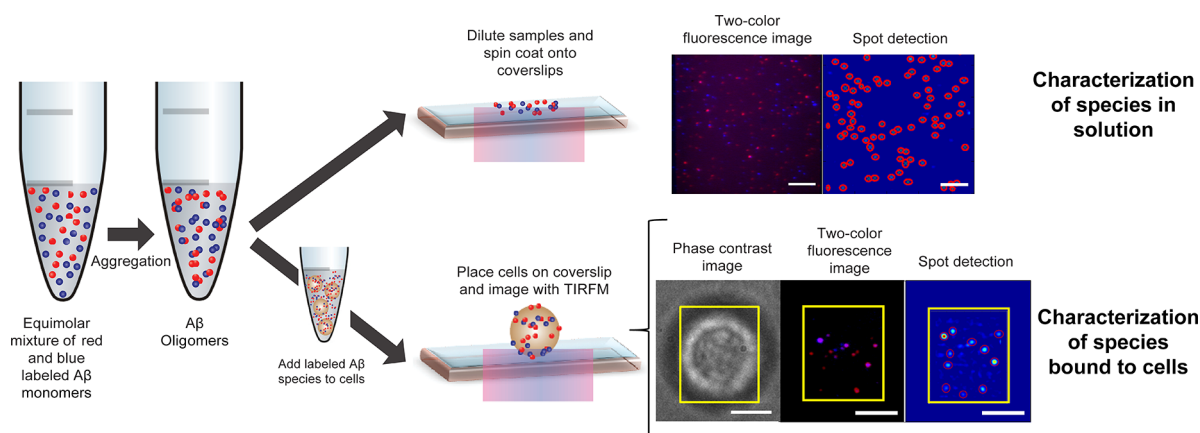 Dilute samples and
spin coat onto
coverslips
Two-color
fluorescence image
Spot detection
Characterization
of species in
solution
Aggregation
Equimolar
mixture of red
and blue
labeled Aβ
monomers
Aβ
Oligomers
Add labeled Aβ
species to cells
Place cells on coverslip
and image with TIRFM
Phase contrast
image
Two-color
fluorescence
image
Spot detection
Characterization
of species
bound to cells